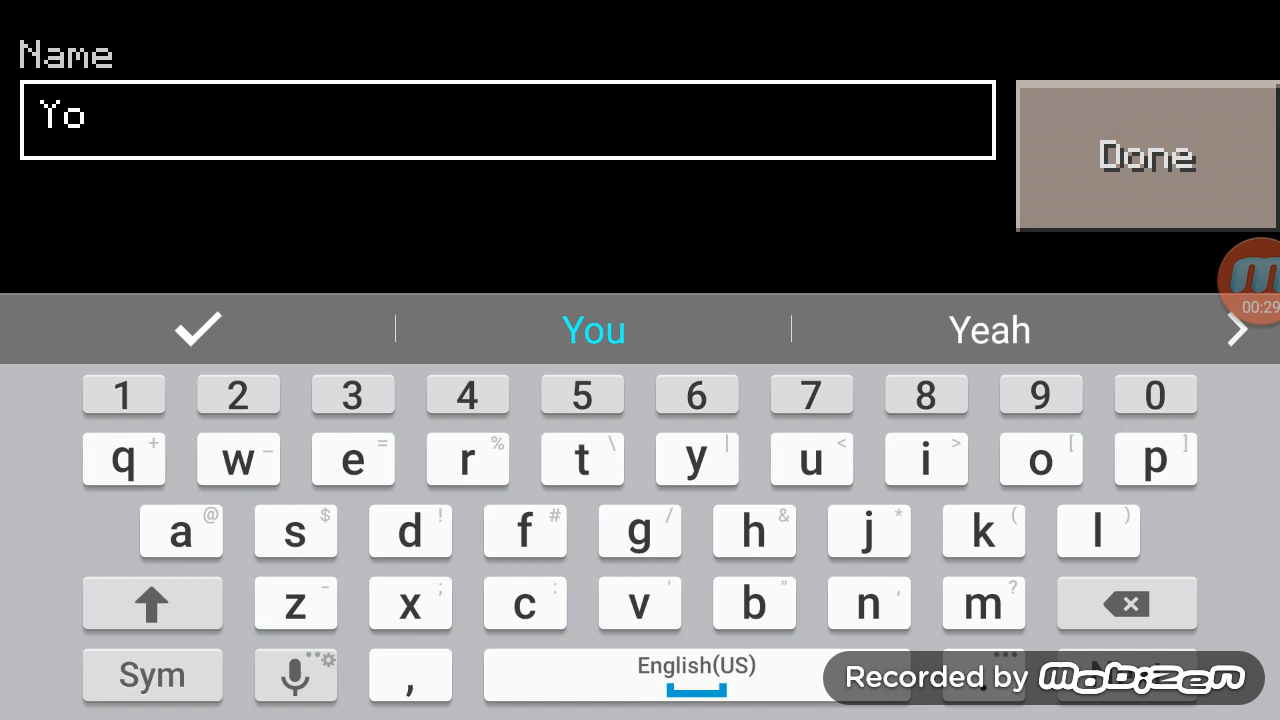 Name
Yo
Done
00:29
You
Yeah
1 2 3 4 5 6 7 8 9 0
q + w _ e = r % t \ y | u < i > o [ p ]
a @ s $ d ! f # g / h & j * k ( l )
z - x ; c : v ' b " n , m ?
Sym , English(US) .
Recorded by mobizen